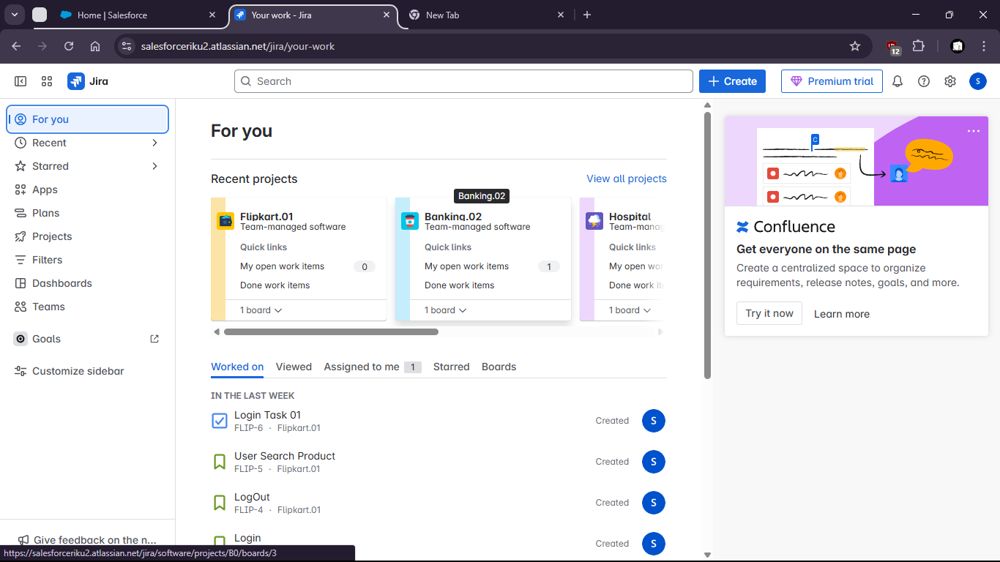 Home | Salesforce
Your work - Jira
New Tab
salesforceriku2.atlassian.net/jira/your-work
12
Jira
Search
Create
Premium trial
S
For you
Recent
Starred
Apps
Plans
Projects
Filters
Dashboards
Teams
Goals
Customize sidebar
Give feedback on the n...
https://salesforceriku2.atlassian.net/jira/software/projects/B0/boards/3
For you
Recent projects
View all projects
Banking.02
Flipkart.01
Team-managed software
Quick links
My open work items 0
Done work items
1 board
Banking.02
Team-managed software
Quick links
My open work items 1
Done work items
1 board
Hospital
Team-manag
Quick links
My open wor
Done work ite
1 board
Worked on Viewed Assigned to me 1 Starred Boards
IN THE LAST WEEK
Login Task 01
FLIP-6 · Flipkart.01
Created S
User Search Product
FLIP-5 · Flipkart.01
Created S
LogOut
FLIP-4 · Flipkart.01
Created S
Login
Created S
C
Confluence
Get everyone on the same page
Create a centralized space to organize
requirements, release notes, goals, and more.
Try it now Learn more